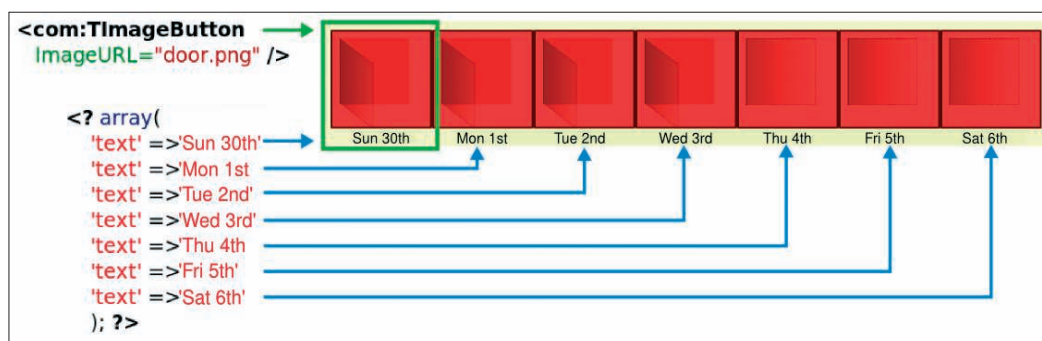 <com:TImageButton
ImageURL="door.png" />
<? array(
'text' =>'Sun 30th'
'text' =>'Mon 1st
'text' =>'Tue 2nd'
'text' =>'Wed 3rd'
'text' =>'Thu 4th
'text' =>'Fri 5th'
'text' =>'Sat 6th'
); ?>
Sun 30th Mon 1st Tue 2nd Wed 3rd Thu 4th Fri 5th Sat 6th